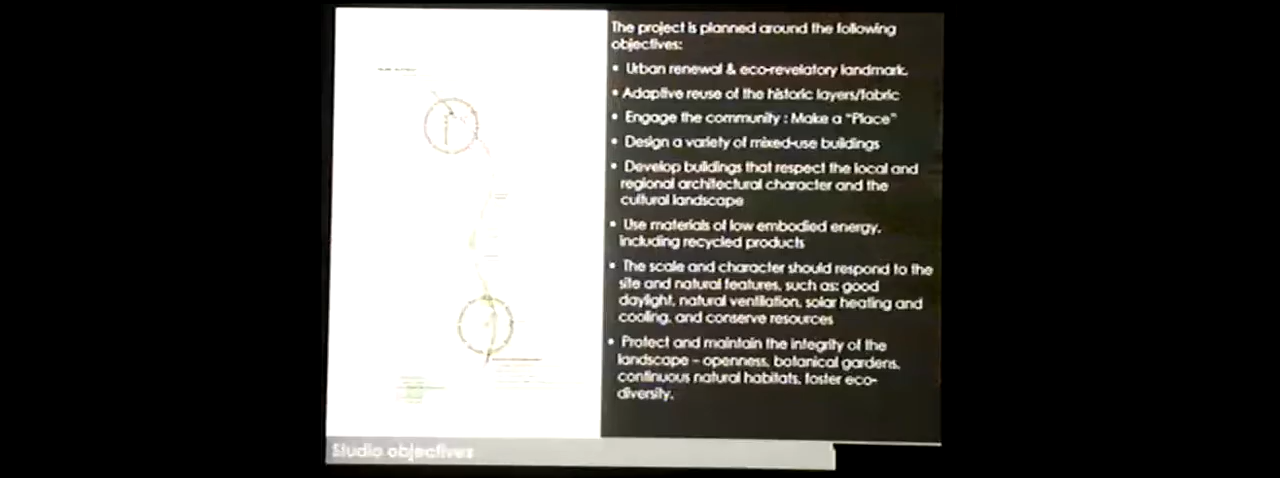 The project is planned around the following
objectives:
• Urban renewal & eco-revelatory landmark.
• Adaptive reuse of the historic layers/fabric
• Engage the community : Make a "Place"
• Design a variety of mixed-use buildings
• Develop buildings that respect the local and
regional architectural character and the
cultural landscape
• Use materials of low embodied energy,
including recycled products
• The scale and character should respond to the
site and natural features, such as: good
daylight, natural ventilation, solar heating and
cooling, and conserve resources
• Protect and maintain the integrity of the
landscape – openness, botanical gardens,
continuous natural habitats, foster eco-
diversity.
Studio objectives